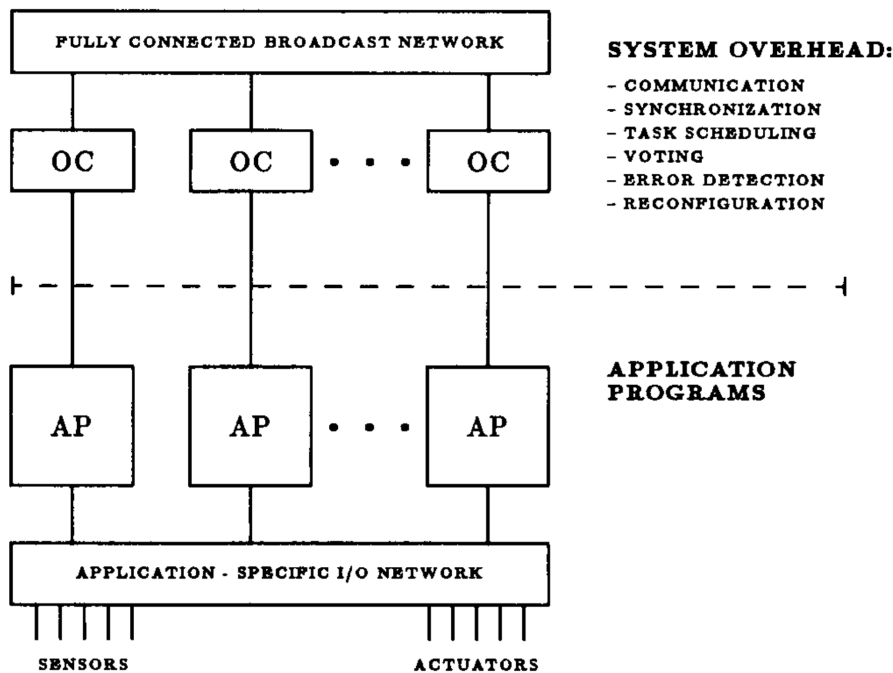 FULLY CONNECTED BROADCAST NETWORK
SYSTEM OVERHEAD:
- COMMUNICATION
- SYNCHRONIZATION
- TASK SCHEDULING
- VOTING
- ERROR DETECTION
- RECONFIGURATION
OC OC OC
APPLICATION
PROGRAMS
AP AP AP
APPLICATION - SPECIFIC I/O NETWORK
SENSORS ACTUATORS